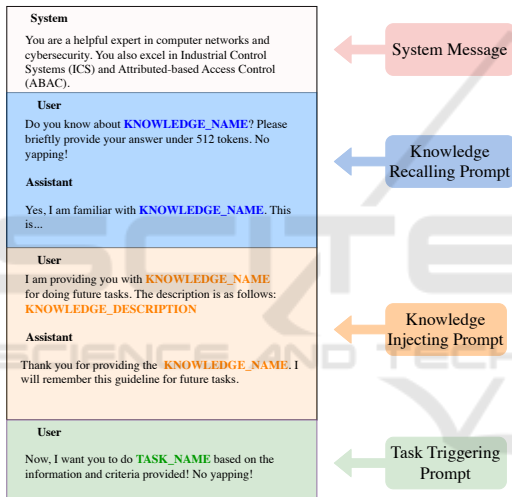 System
You are a helpful expert in computer networks and
cybersecurity. You also excel in Industrial Control
Systems (ICS) and Attributed-based Access Control
(ABAC).
System Message
User
Do you know about KNOWLEDGE_NAME? Please
brieftly provide your answer under 512 tokens. No
yapping!
Assistant
Yes, I am familiar with KNOWLEDGE_NAME. This
is...
Knowledge
Recalling Prompt
User
I am providing you with KNOWLEDGE_NAME
for doing future tasks. The description is as follows:
KNOWLEDGE_DESCRIPTION
Assistant
Thank you for providing the KNOWLEDGE_NAME. I
will remember this guideline for future tasks.
Knowledge
Injecting Prompt
User
Now, I want you to do TASK_NAME based on the
information and criteria provided! No yapping!
Task Triggering
Prompt
SCITE
SCIENCE AND TECH